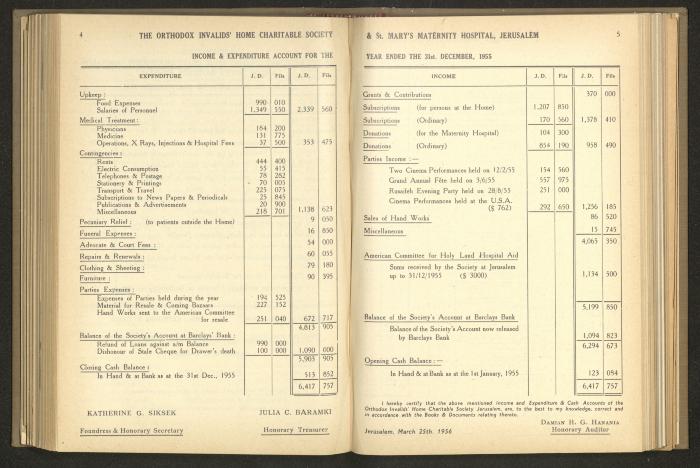 4 THE ORTHODOX INVALIDS' HOME CHARITABLE SOCIETY
INCOME & EXPENDITURE ACCOUNT FOR THE
EXPENDITURE J. D. Fils J. D. Fils
Upkeep :
Food Expenses 990 010
Salaries of Personnel 1,349 550 2,339 560
Medical Treatment :
Physicians 184 200
Medicine 131 775
Operations, X Rays, Injections & Hospital Fees 37 500 353 475
Contingencies :
Rents 444 400
Electric Consumption 55 415
Telephones & Postage 78 262
Stationery & Printings 70 005
Transport & Travel 225 075
Subscriptions to News Papers & Periodicals 25 845
Publications & Advertisements 20 900
Miscellaneous 218 701 1,138 623
Pecuniary Relief : (to patients outside the Home) 9 050
Funeral Expenses : 16 850
Advocate & Court Fees : 54 000
Repairs & Renewals : 60 055
Clothing & Sheeting : 79 180
Furniture : 90 395
Parties Expenses :
Expenses of Parties held during the year 194 525
Material for Resale & Coming Bazaars 227 152
Hand Works sent to the American Committee
for resale 251 040 672 717
4,813 905
Balance of the Society's Account at Barclays' Bank :
Refund of Loans against a/m Balance 990 000
Dishonour of Stale Cheque for Drawer's death 100 000 1,090 000
5,903 905
Closing Cash Balance :
In Hand & at Bank as at the 31st Dec., 1955 513 852
6,417 757
KATHERINE G. SIKSEK JULIA C. BARAMKI
Foundress & Honorary Secretary Honorary Treasurer
& St. MARY'S MATERNITY HOSPITAL, JERUSALEM 5
YEAR ENDED THE 31st. DECEMBER, 1955
INCOME J. D. Fils J. D. Fils
Grants & Contributions 370 000
Subscriptions (for persons at the Home) 1,207 850
Subscriptions (Ordinary) 170 560 1,378 410
Donations (for the Maternity Hospital) 104 300
Donations (Ordinary) 854 190 958 490
Parties Income :—
Two Cinema Performances held on 12/2/55 154 560
Grand Annual Fête held on 5/6/55 557 975
Rusaifeh Evening Party held on 28/8/55 251 000
Cinema Performances held at the U.S.A.
($ 762) 292 650 1,256 185
Sales of Hand Works 86 520
Miscellaneous 15 745
4,065 350
American Committee for Holy Land Hospital Aid
Sums received by the Society at Jerusalem
up to 31/12/1955 ($ 3000) 1,134 500
5,199 850
Balance of the Society's Account at Barclays Bank
Balance of the Society's Account now released
by Barclays Bank 1,094 823
6,294 673
Opening Cash Balance :—
In Hand & at Bank as at the 1st January, 1955 123 084
6,417 757
I hereby certify that the above mentioned Income and Expenditure & Cash Accounts of the
Orthodox Invalids' Home Charitable Society Jerusalem, are, to the best to my knowledge, correct and
in accordance with the Books & Documents relating thereto.
DAMIAN H. G. HANANIA
Jerusalem, March 25th. 1956 Honorary Auditor